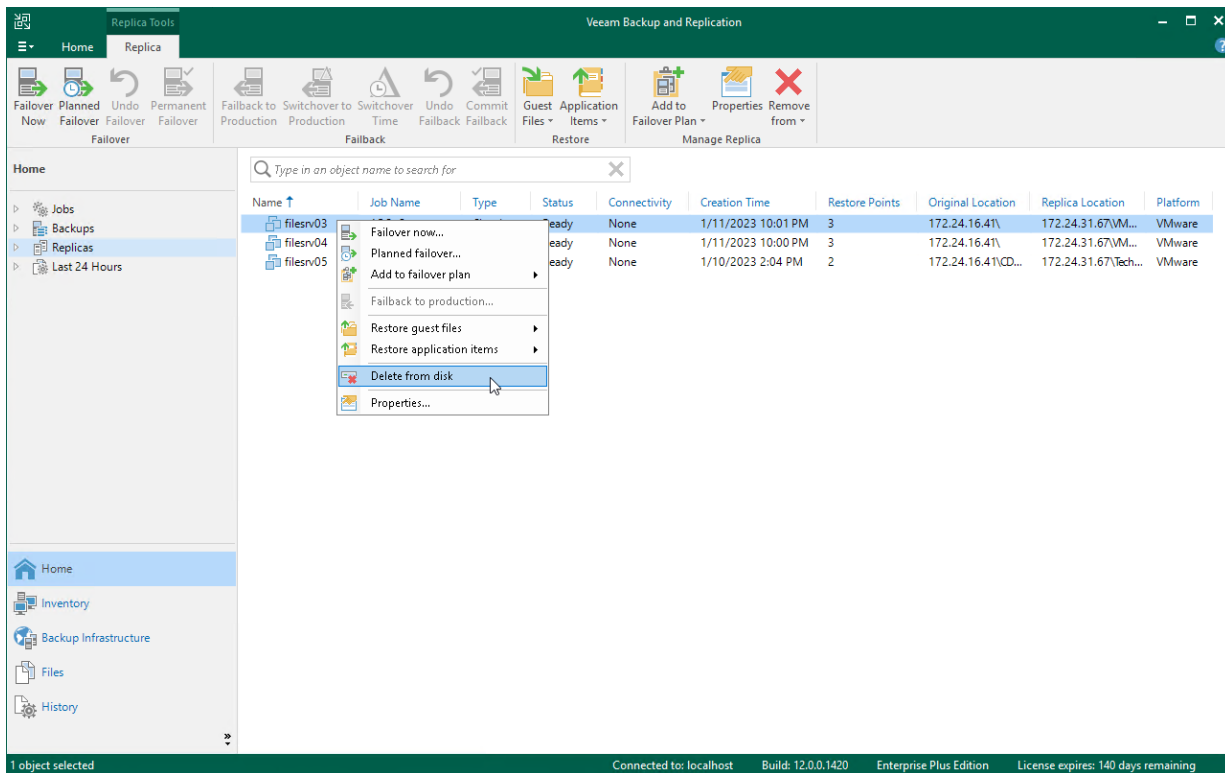 Replica Tools
Veeam Backup and Replication
Home Replica
Failover Now
Planned Failover
Undo Failover
Permanent Failover
Failback to Production
Switchover to Production
Switchover Time
Undo Failback
Commit Failback
Guest Files
Application Items
Add to Failover Plan
Properties
Remove from
Failover
Failback
Restore
Manage Replica
Home
Jobs
Backups
Replicas
Last 24 Hours
Type in an object name to search for
Name Job Name Type Status Connectivity Creation Time Restore Points Original Location Replica Location Platform
filesrv03 eady None 1/11/2023 10:01 PM 3 172.24.16.41\ 172.24.31.67\VM... VMware
filesrv04 eady None 1/11/2023 10:00 PM 3 172.24.16.41\ 172.24.31.67\VM... VMware
filesrv05 eady None 1/10/2023 2:04 PM 2 172.24.16.41\CD... 172.24.31.67\Tech... VMware
Failover now...
Planned failover...
Add to failover plan
Failback to production...
Restore guest files
Restore application items
Delete from disk
Properties...
Home
Inventory
Backup Infrastructure
Files
History
1 object selected
Connected to: localhost Build: 12.0.0.1420 Enterprise Plus Edition License expires: 140 days remaining